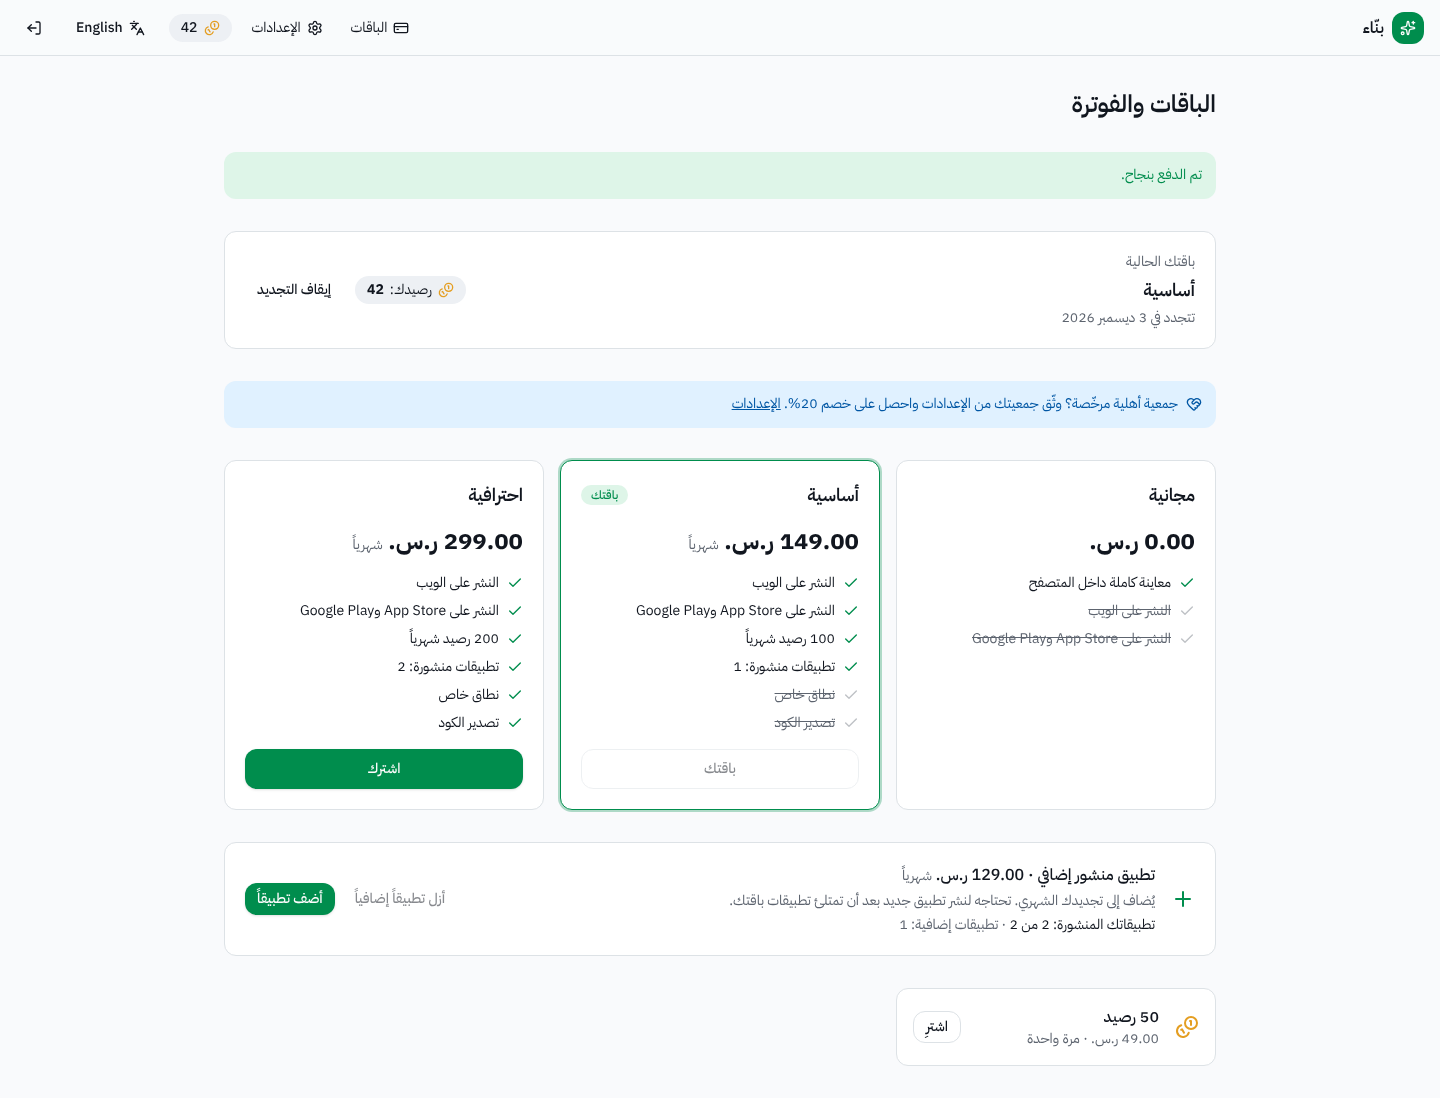 بنّاء
الباقات
الإعدادات
42
English
الباقات والفوترة
تم الدفع بنجاح.
باقتك الحالية
أساسية
تتجدد في 3 ديسمبر 2026
رصيدك: 42
إيقاف التجديد
جمعية أهلية مرخّصة؟ وثّق جمعيتك من الإعدادات واحصل على خصم 20%. الإعدادات
مجانية
0.00 ر.س.
معاينة كاملة داخل المتصفح
النشر على الويب
النشر على App Store وGoogle Play
أساسية
باقتك
149.00 ر.س. شهرياً
النشر على الويب
النشر على App Store وGoogle Play
100 رصيد شهرياً
تطبيقات منشورة: 1
نطاق خاص
تصدير الكود
باقتك
احترافية
299.00 ر.س. شهرياً
النشر على الويب
النشر على App Store وGoogle Play
200 رصيد شهرياً
تطبيقات منشورة: 2
نطاق خاص
تصدير الكود
اشترك
تطبيق منشور إضافي · 129.00 ر.س. شهرياً
يُضاف إلى تجديدك الشهري. تحتاجه لنشر تطبيق جديد بعد أن تمتلئ تطبيقات باقتك.
تطبيقاتك المنشورة: 2 من 2 · تطبيقات إضافية: 1
أزل تطبيقاً إضافياً
أضف تطبيقاً
50 رصيد
49.00 ر.س. · مرة واحدة
اشترِ